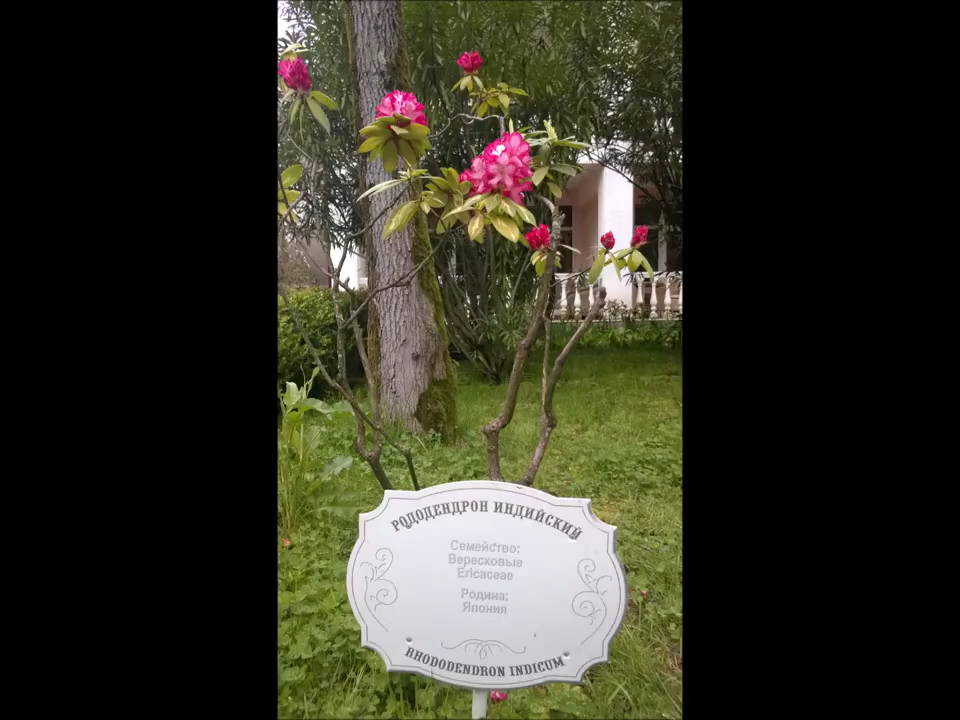 РОДОДЕНДРОН ИНДИЙСКИЙ
Семейство:
Вересковые
Ericaceae
Родина:
Япония
RHODODENDRON INDICUM